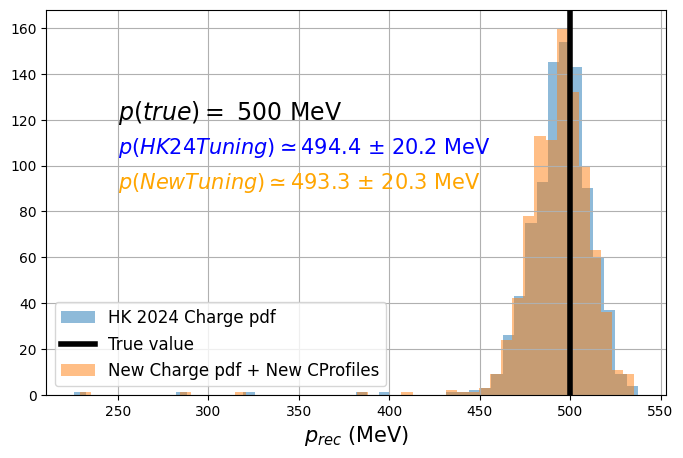 160
140
120
100
80
60
40
20
0
p(true) = 500 MeV
p(HK24Tuning) ≃ 494.4 ± 20.2 MeV
p(NewTuning) ≃ 493.3 ± 20.3 MeV
HK 2024 Charge pdf
True value
New Charge pdf + New CProfiles
250 300 350 400 450 500 550
p_rec (MeV)